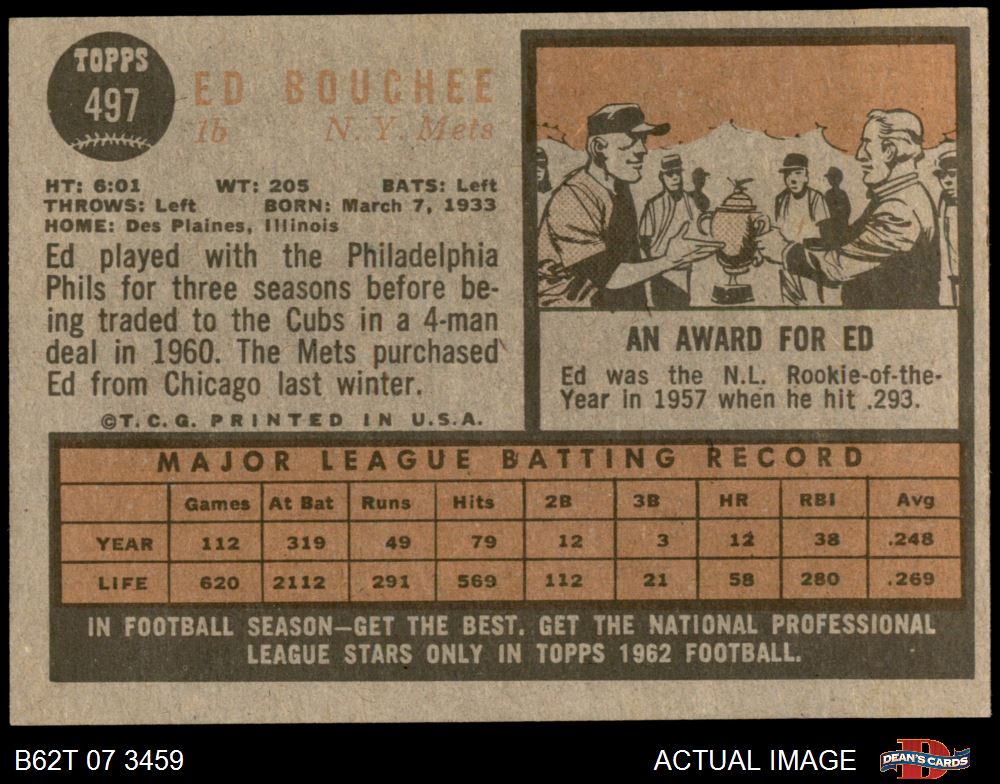 TOPPS
497
ED BOUCHEE
1b N. Y. Mets
HT: 6:01 WT: 205 BATS: Left
THROWS: Left BORN: March 7, 1933
HOME: Des Plaines, Illinois
Ed played with the Philadelphia
Phils for three seasons before be-
ing traded to the Cubs in a 4-man
deal in 1960. The Mets purchased
Ed from Chicago last winter.
©T.C.G. PRINTED IN U.S.A.
AN AWARD FOR ED
Ed was the N.L. Rookie-of-the-
Year in 1957 when he hit .293.
MAJOR LEAGUE BATTING RECORD
Games At Bat Runs Hits 2B 3B HR RBI Avg
YEAR 112 319 49 79 12 3 12 38 .248
LIFE 620 2112 291 569 112 21 58 280 .269
IN FOOTBALL SEASON—GET THE BEST. GET THE NATIONAL PROFESSIONAL
LEAGUE STARS ONLY IN TOPPS 1962 FOOTBALL.
B62T 07 3459 ACTUAL IMAGE
D
DEAN'S CARDS